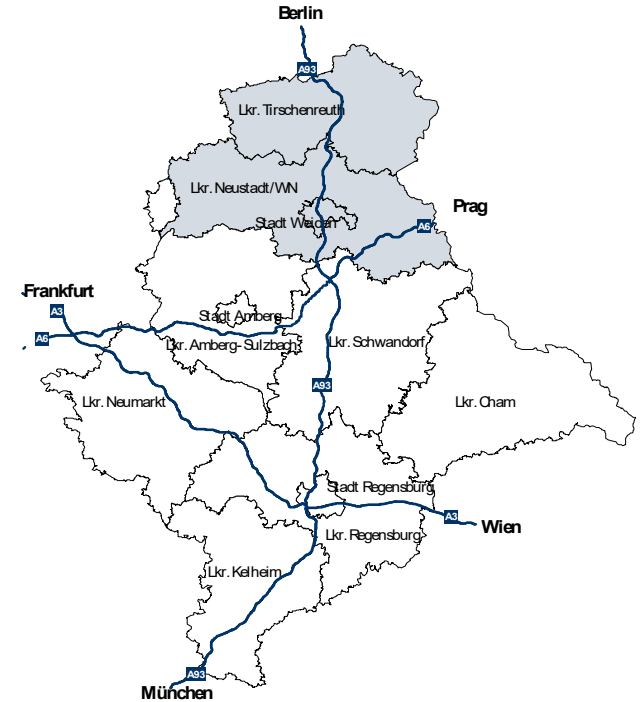 Berlin
A93
Lkr. Tirschenreuth
Lkr. Neustadt/WN
Prag
Stadt Weiden
A6
Frankfurt
A3
Stadt Amberg
A6
Lkr. Amberg-Sulzbach
Lkr. Schwandorf
A93
Lkr. Neumarkt
Lkr. Cham
Stadt Regensburg
A3
Wien
Lkr. Regensburg
Lkr. Kelheim
A93
München